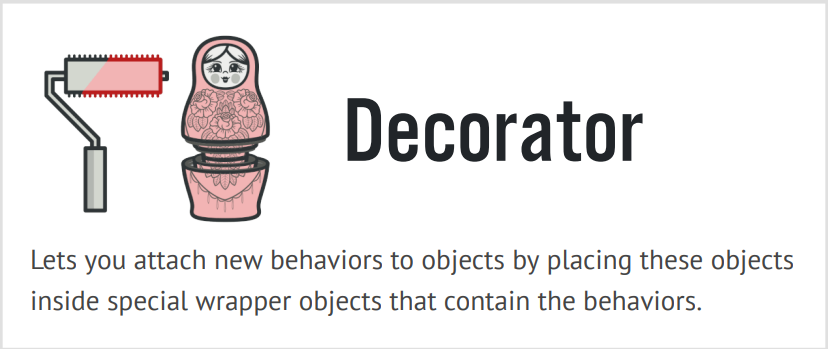 Decorator
Lets you attach new behaviors to objects by placing these objects
inside special wrapper objects that contain the behaviors.